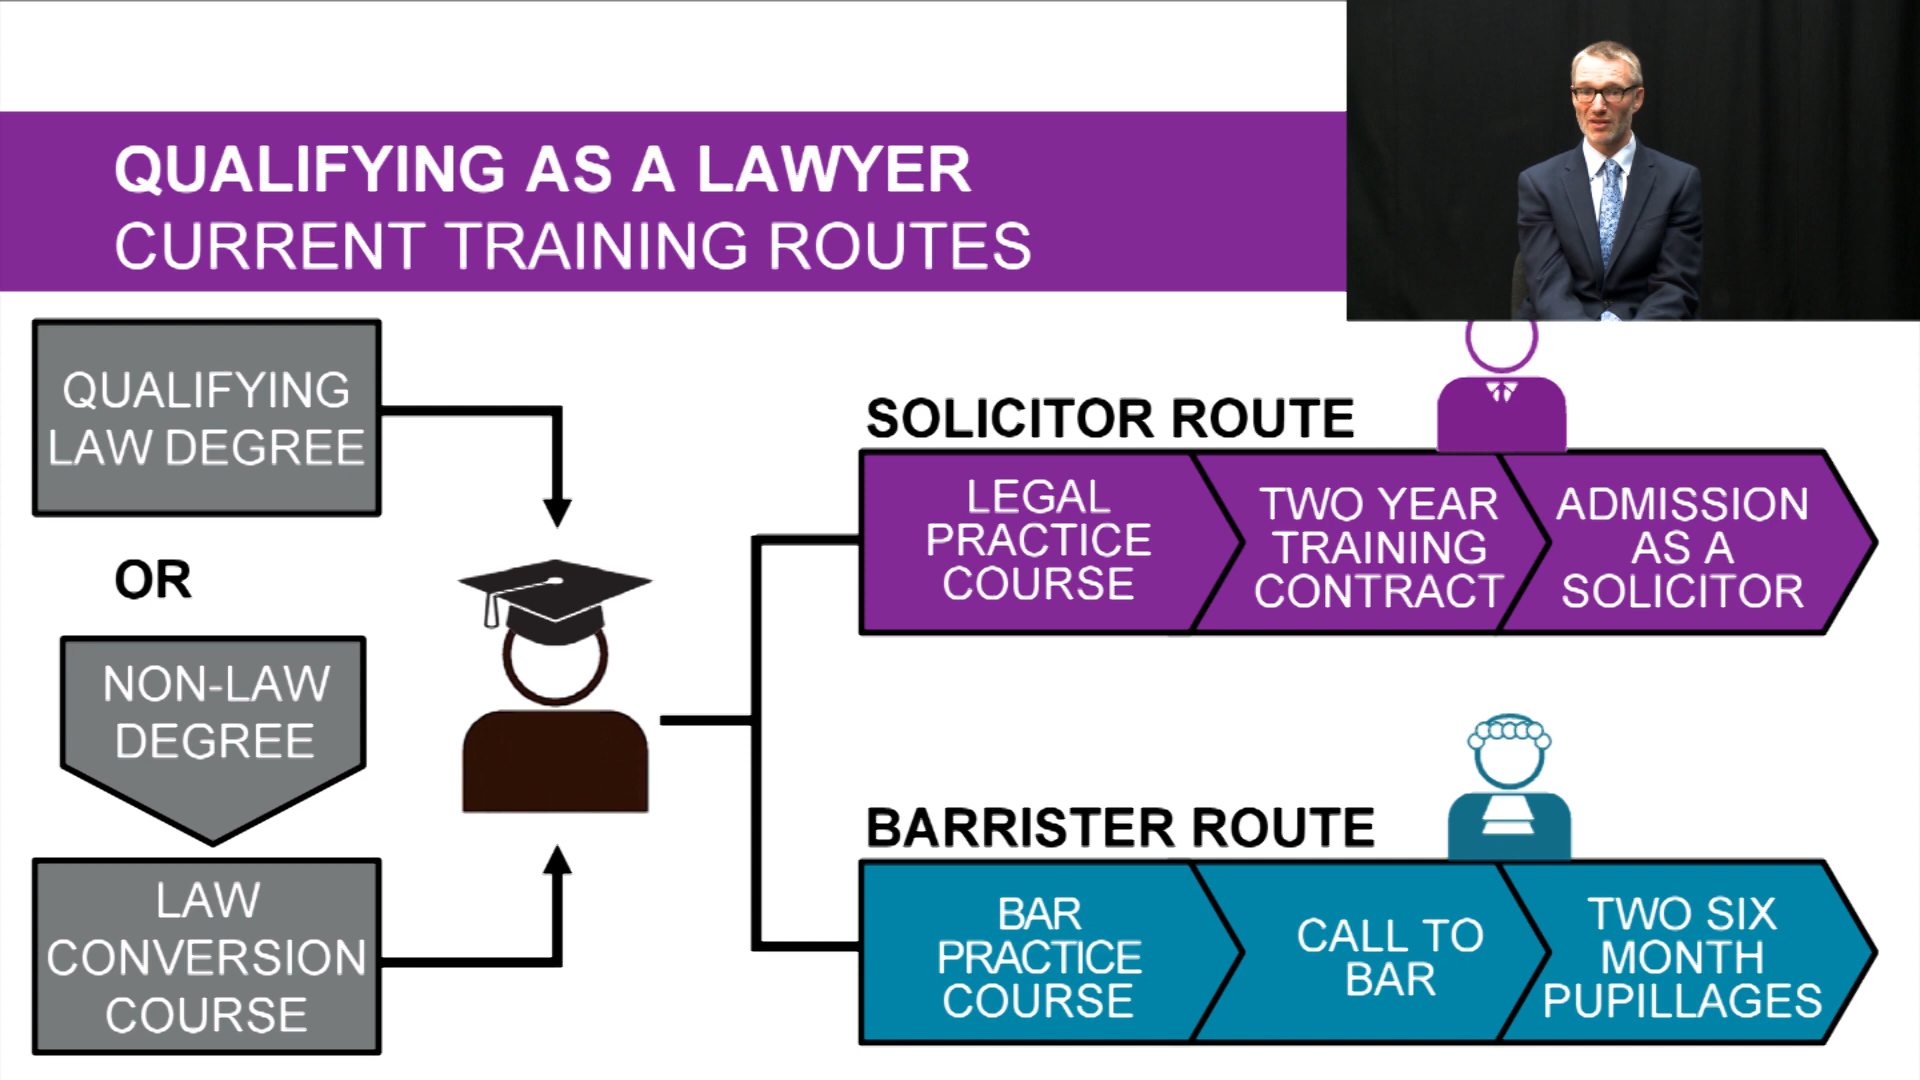 QUALIFYING AS A LAWYER
CURRENT TRAINING ROUTES
QUALIFYING
LAW DEGREE
OR
NON-LAW
DEGREE
LAW
CONVERSION
COURSE
SOLICITOR ROUTE
LEGAL
PRACTICE
COURSE
TWO YEAR
TRAINING
CONTRACT
ADMISSION
AS A
SOLICITOR
BARRISTER ROUTE
BAR
PRACTICE
COURSE
CALL TO
BAR
TWO SIX
MONTH
PUPILLAGES